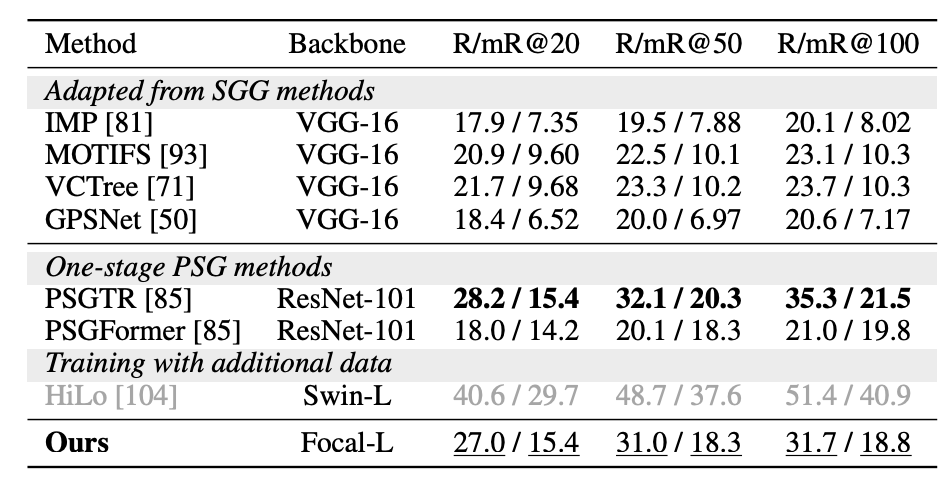 Method Backbone R/mR@20 R/mR@50 R/mR@100
Adapted from SGG methods
IMP [81] VGG-16 17.9 / 7.35 19.5 / 7.88 20.1 / 8.02
MOTIFS [93] VGG-16 20.9 / 9.60 22.5 / 10.1 23.1 / 10.3
VCTree [71] VGG-16 21.7 / 9.68 23.3 / 10.2 23.7 / 10.3
GPSNet [50] VGG-16 18.4 / 6.52 20.0 / 6.97 20.6 / 7.17
One-stage PSG methods
PSGTR [85] ResNet-101 28.2 / 15.4 32.1 / 20.3 35.3 / 21.5
PSGFormer [85] ResNet-101 18.0 / 14.2 20.1 / 18.3 21.0 / 19.8
Training with additional data
HiLo [104] Swin-L 40.6 / 29.7 48.7 / 37.6 51.4 / 40.9
Ours Focal-L 27.0 / 15.4 31.0 / 18.3 31.7 / 18.8